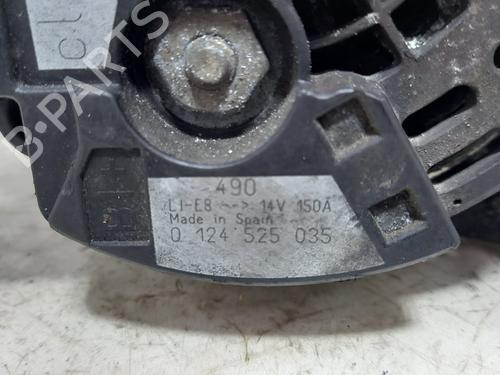 490
LI-E8 --> 14V 150A
Made in Spain
0 124 525 035
B-PARTS